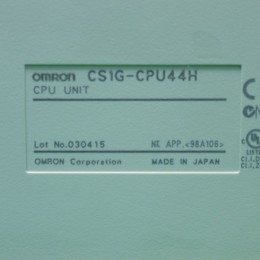 OMRON CS1G-CPU44H
CPU UNIT
Lot No.030415 NK APP.<98A106>
OMRON Corporation MADE IN JAPAN